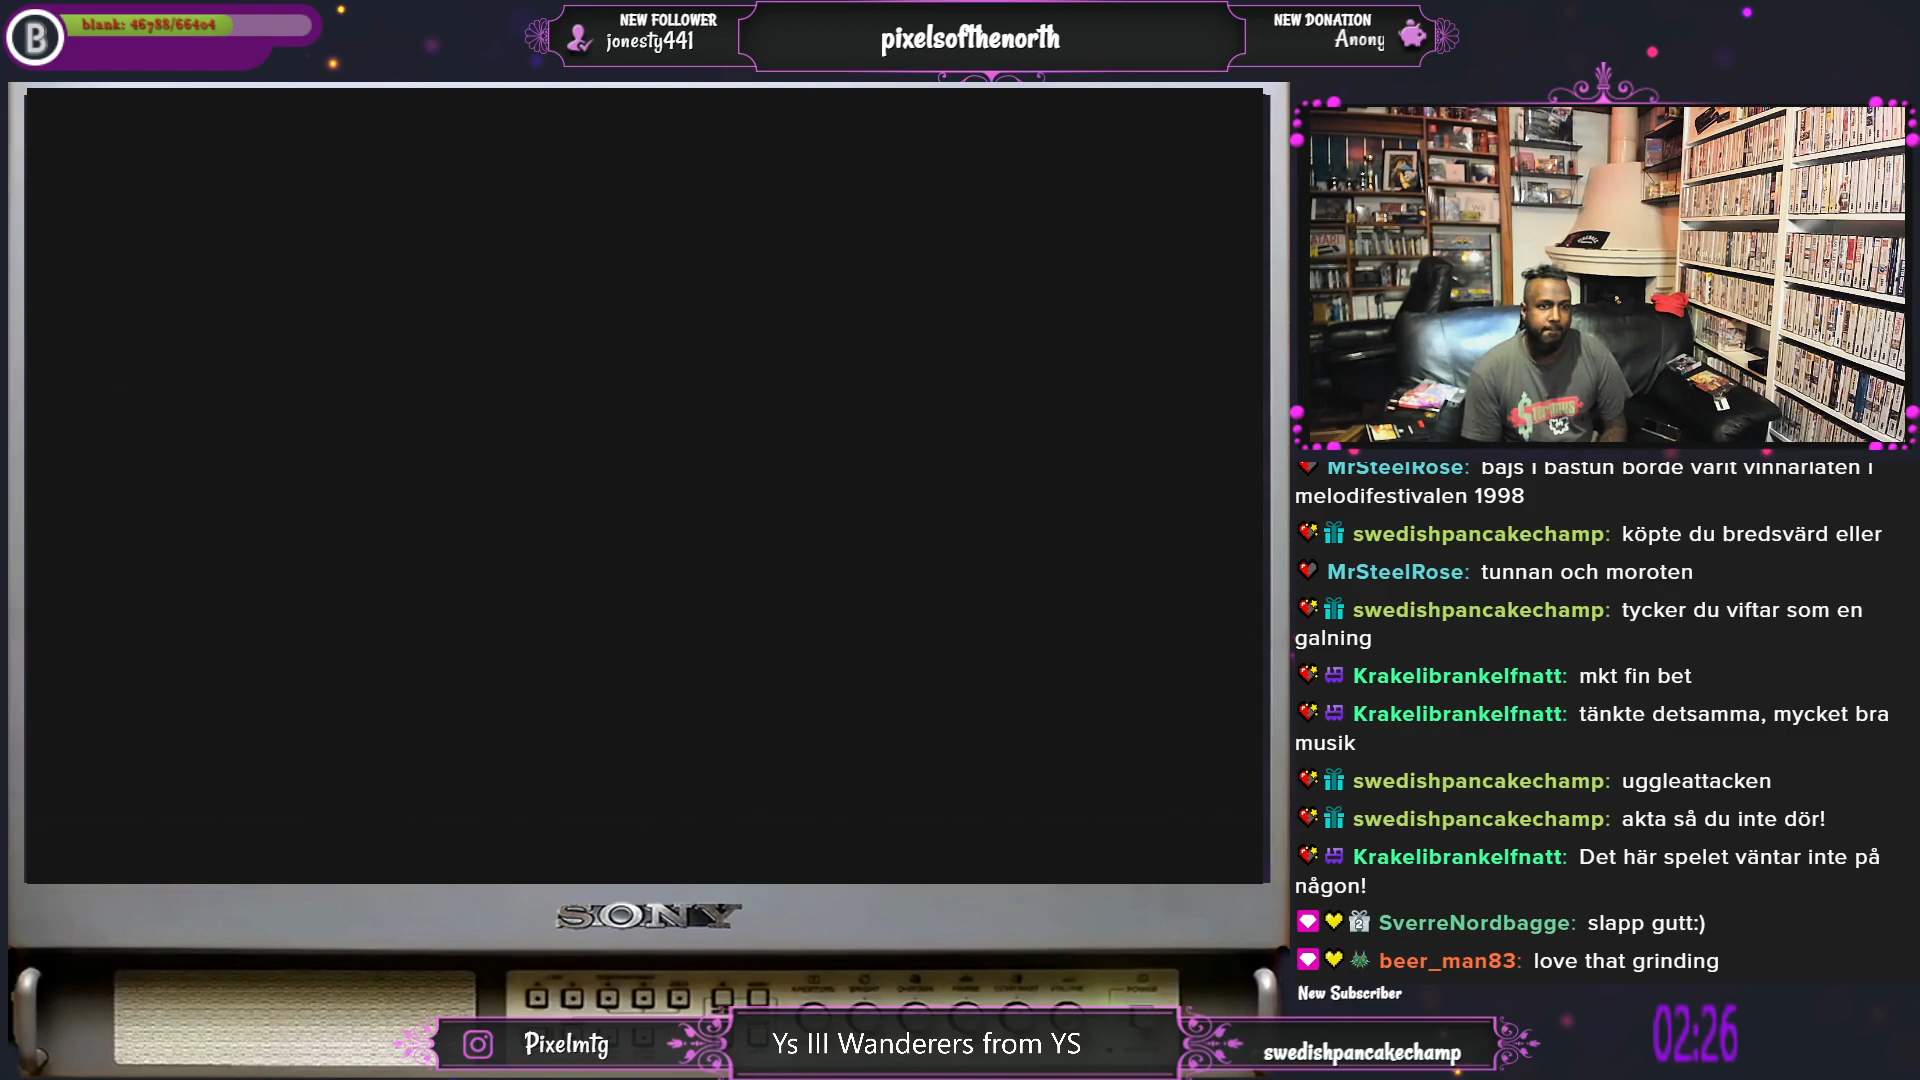 B
blank: 46788/66404
NEW FOLLOWER
jonesty441
pixelsofthenorth
NEW DONATION
Anony
MrSteelRose: bajs i bastun borde varit vinnarlåten i
melodifestivalen 1998
swedishpancakechamp: köpte du bredsvärd eller
MrSteelRose: tunnan och moroten
swedishpancakechamp: tycker du viftar som en
galning
Krakelibrankelfnatt: mkt fin bet
Krakelibrankelfnatt: tänkte detsamma, mycket bra
musik
swedishpancakechamp: uggleattacken
swedishpancakechamp: akta så du inte dör!
Krakelibrankelfnatt: Det här spelet väntar inte på
någon!
2 SverreNordbagge: slapp gutt:)
beer_man83: love that grinding
SONY
New Subscriber
swedishpancakechamp
02:26
Pixelmtg
Ys III Wanderers from YS